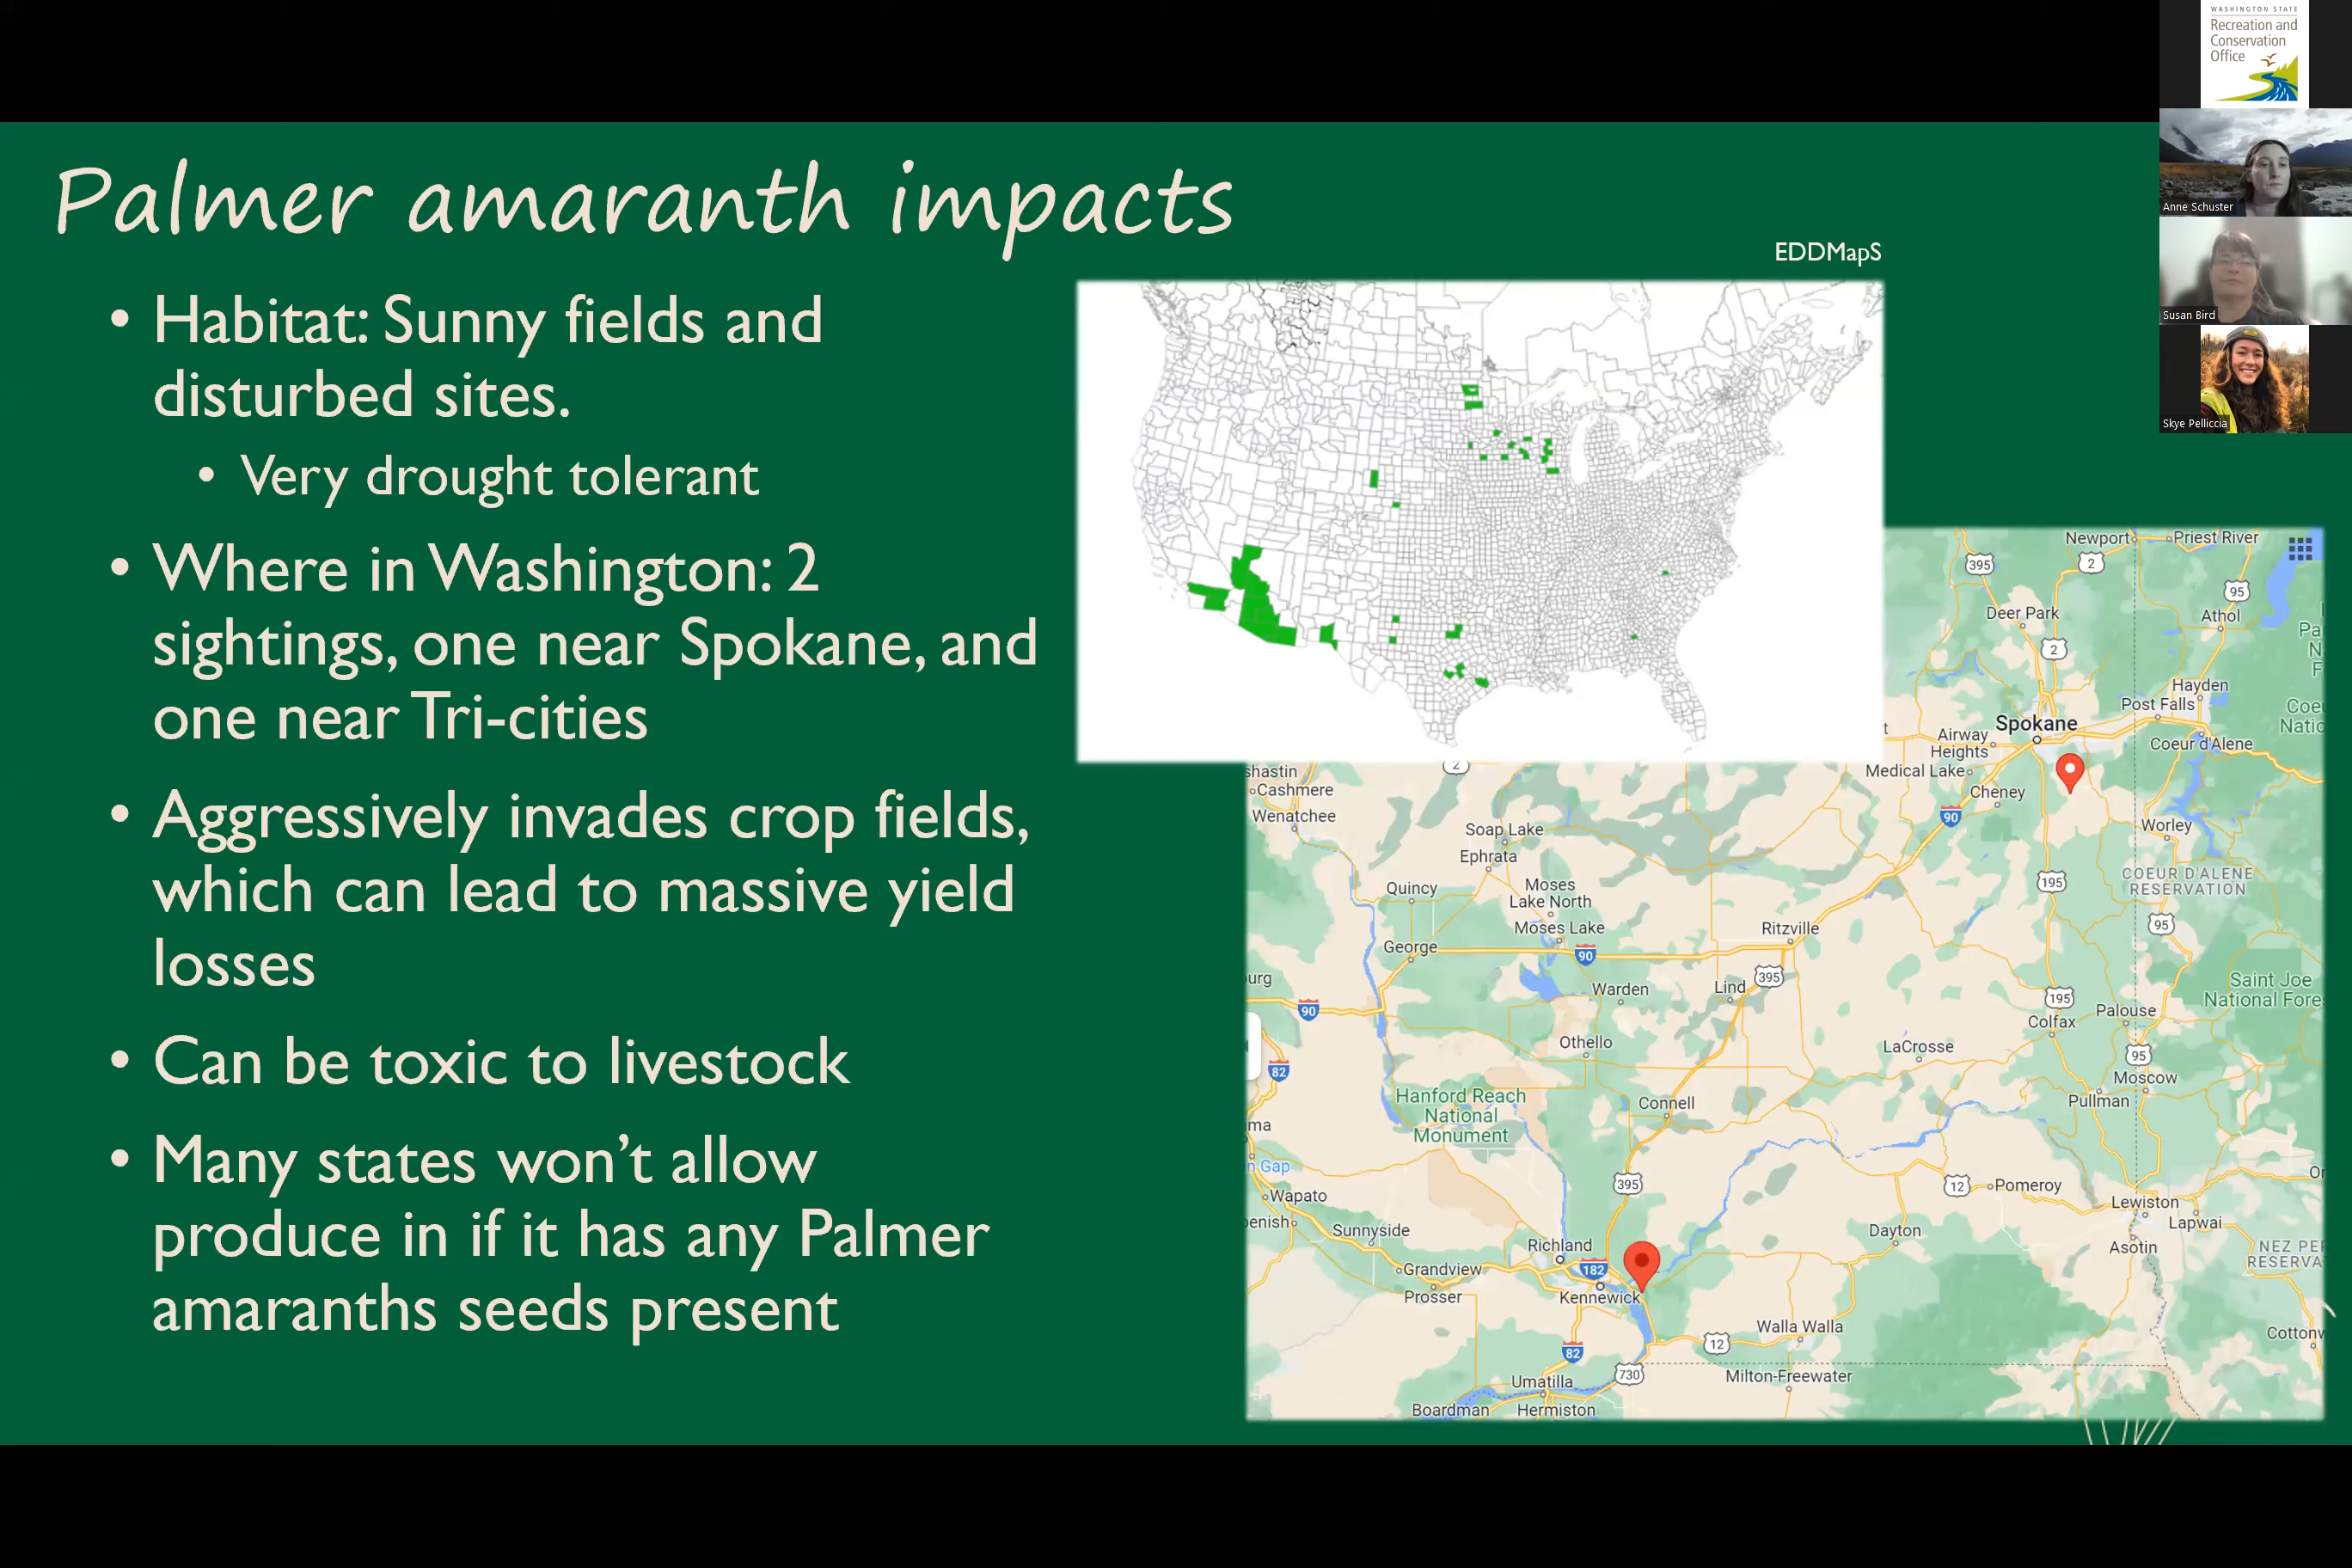 Palmer amaranth impacts
• Habitat: Sunny fields and
disturbed sites.
• Very drought tolerant
• Where in Washington: 2
sightings, one near Spokane, and
one near Tri-cities
• Aggressively invades crop fields,
which can lead to massive yield
losses
• Can be toxic to livestock
• Many states won't allow
produce in if it has any Palmer
amaranths seeds present
EDDMapS
WASHINGTON STATE
Recreation and
Conservation
Office
Anne Schuster
Susan Bird
Skye Pelliccia
Newport
Priest River
395
2
95
Deer Park
Athol
2
Hayden
Post Falls
Spokane
Airway
Heights
Coeur d'Alene
Medical Lake
Cheney
2
Cashmere
Wenatchee
90
Worley
Soap Lake
Ephrata
Quincy
Moses
Lake North
Moses Lake
195
COEUR D'ALENE
RESERVATION
95
Ritzville
George
90
395
Saint Joe
Warden
Lind
90
195
Palouse
Colfax
Othello
LaCrosse
95
82
Moscow
Hanford Reach
National
Monument
Connell
Pullman
395
12
Pomeroy
Wapato
Lewiston
Lapwai
Sunnyside
Dayton
Richland
Asotin
182
Grandview
Prosser
Kennewick
Walla Walla
12
82
730
Umatilla
Milton-Freewater
Boardman
Hermiston